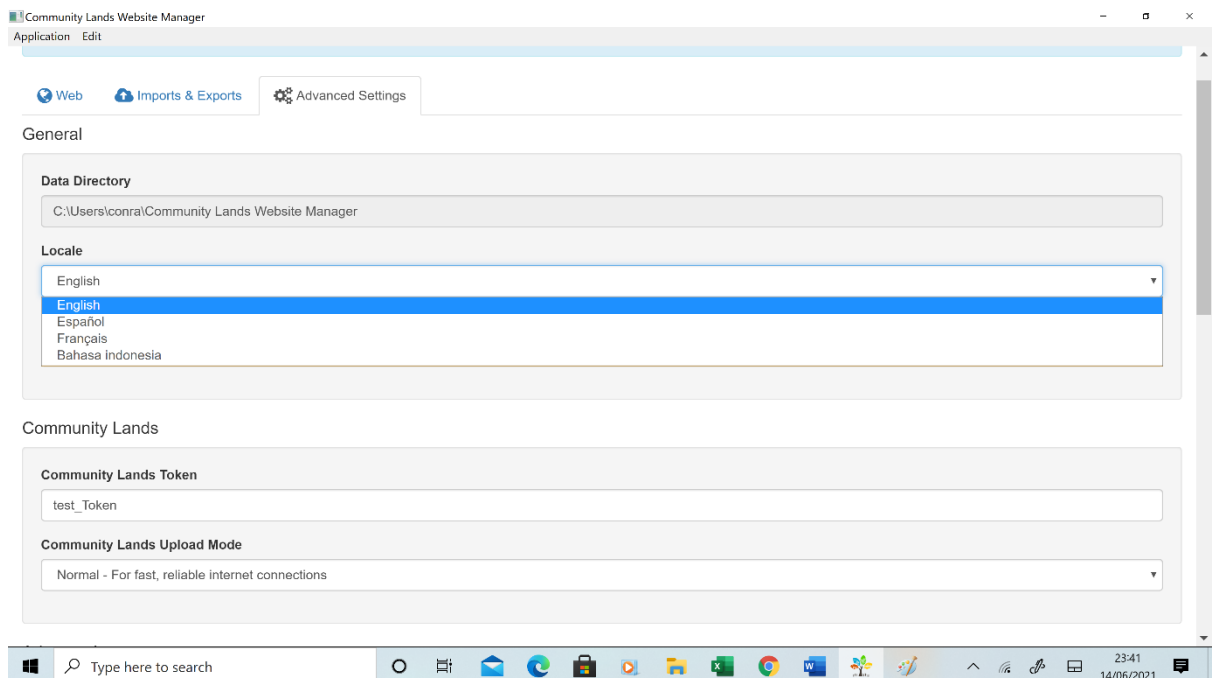 Community Lands Website Manager
Application Edit
Web Imports & Exports Advanced Settings
General
Data Directory
C:\Users\conra\Community Lands Website Manager
Locale
English
English
Español
Français
Bahasa indonesia
Community Lands
Community Lands Token
test_Token
Community Lands Upload Mode
Normal - For fast, reliable internet connections
Type here to search
23:41
14/06/2021